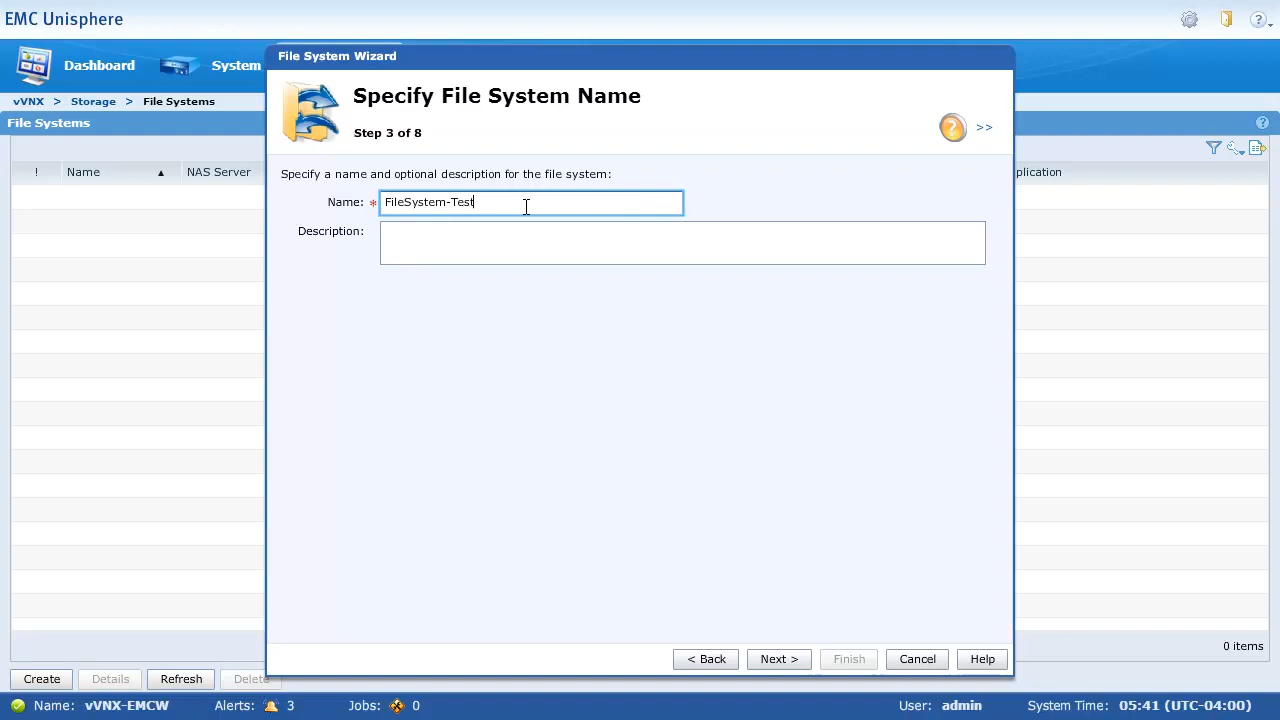 EMC Unisphere
Dashboard
System
vVNX > Storage > File Systems
File Systems
! Name ▲ NAS Server
plication
File System Wizard
Specify File System Name
Step 3 of 8
>>
Specify a name and optional description for the file system:
Name: * FileSystem-Test
Description:
< Back Next > Finish Cancel Help
0 items
Create Details Refresh Delete
Name: vVNX-EMCW Alerts: 3 Jobs: 0 User: admin System Time: 05:41 (UTC-04:00)